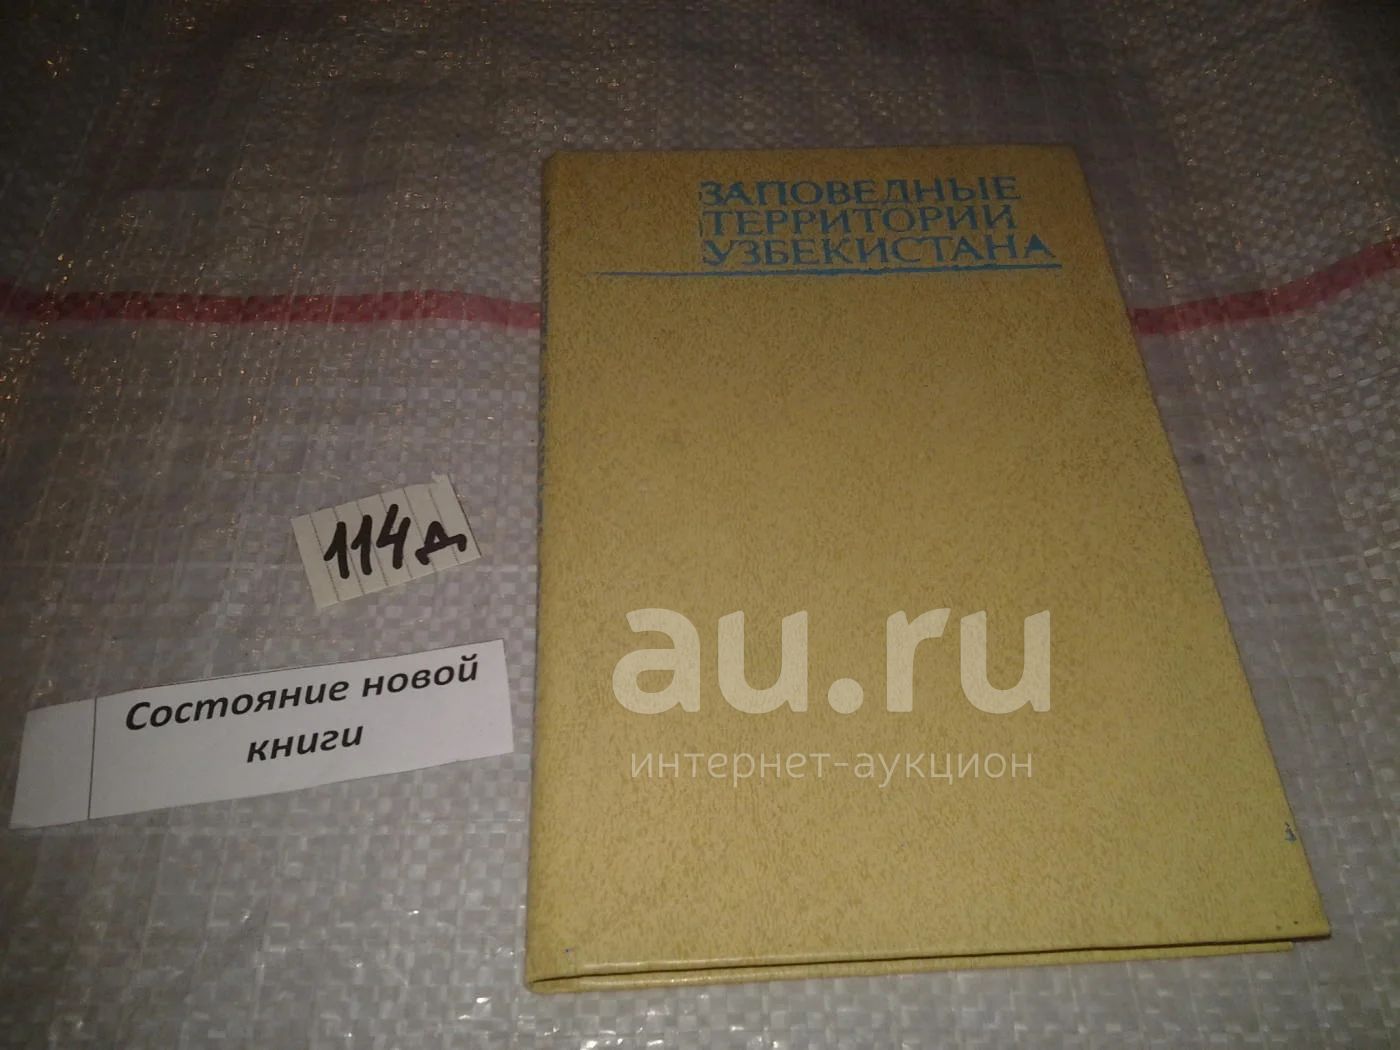 ЗАПОВЕДНЫЕ
ТЕРРИТОРИИ
УЗБЕКИСТАНА
114д
Состояние новой
книги
au.ru
интернет-аукцион